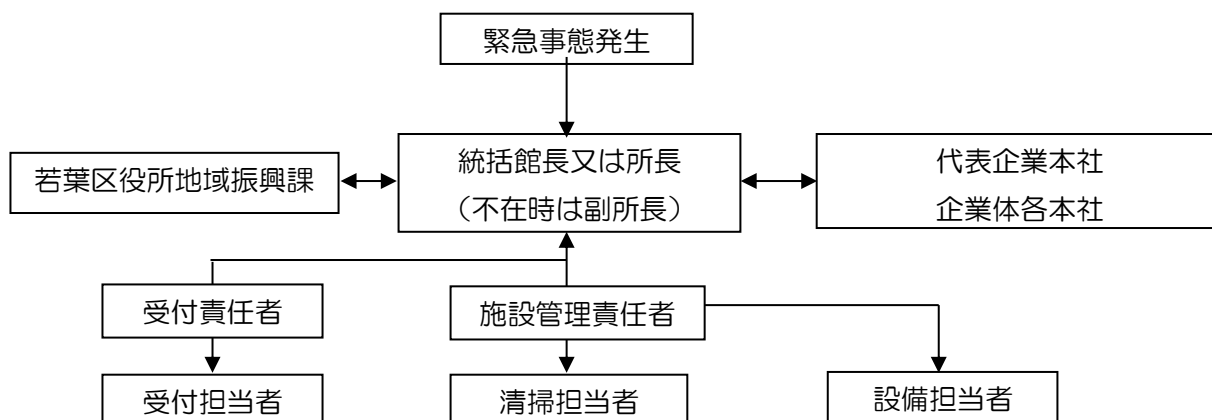 緊急事態発生
若葉区役所地域振興課
統括館長又は所長
（不在時は副所長）
代表企業本社
企業体各本社
受付責任者
施設管理責任者
受付担当者
清掃担当者
設備担当者